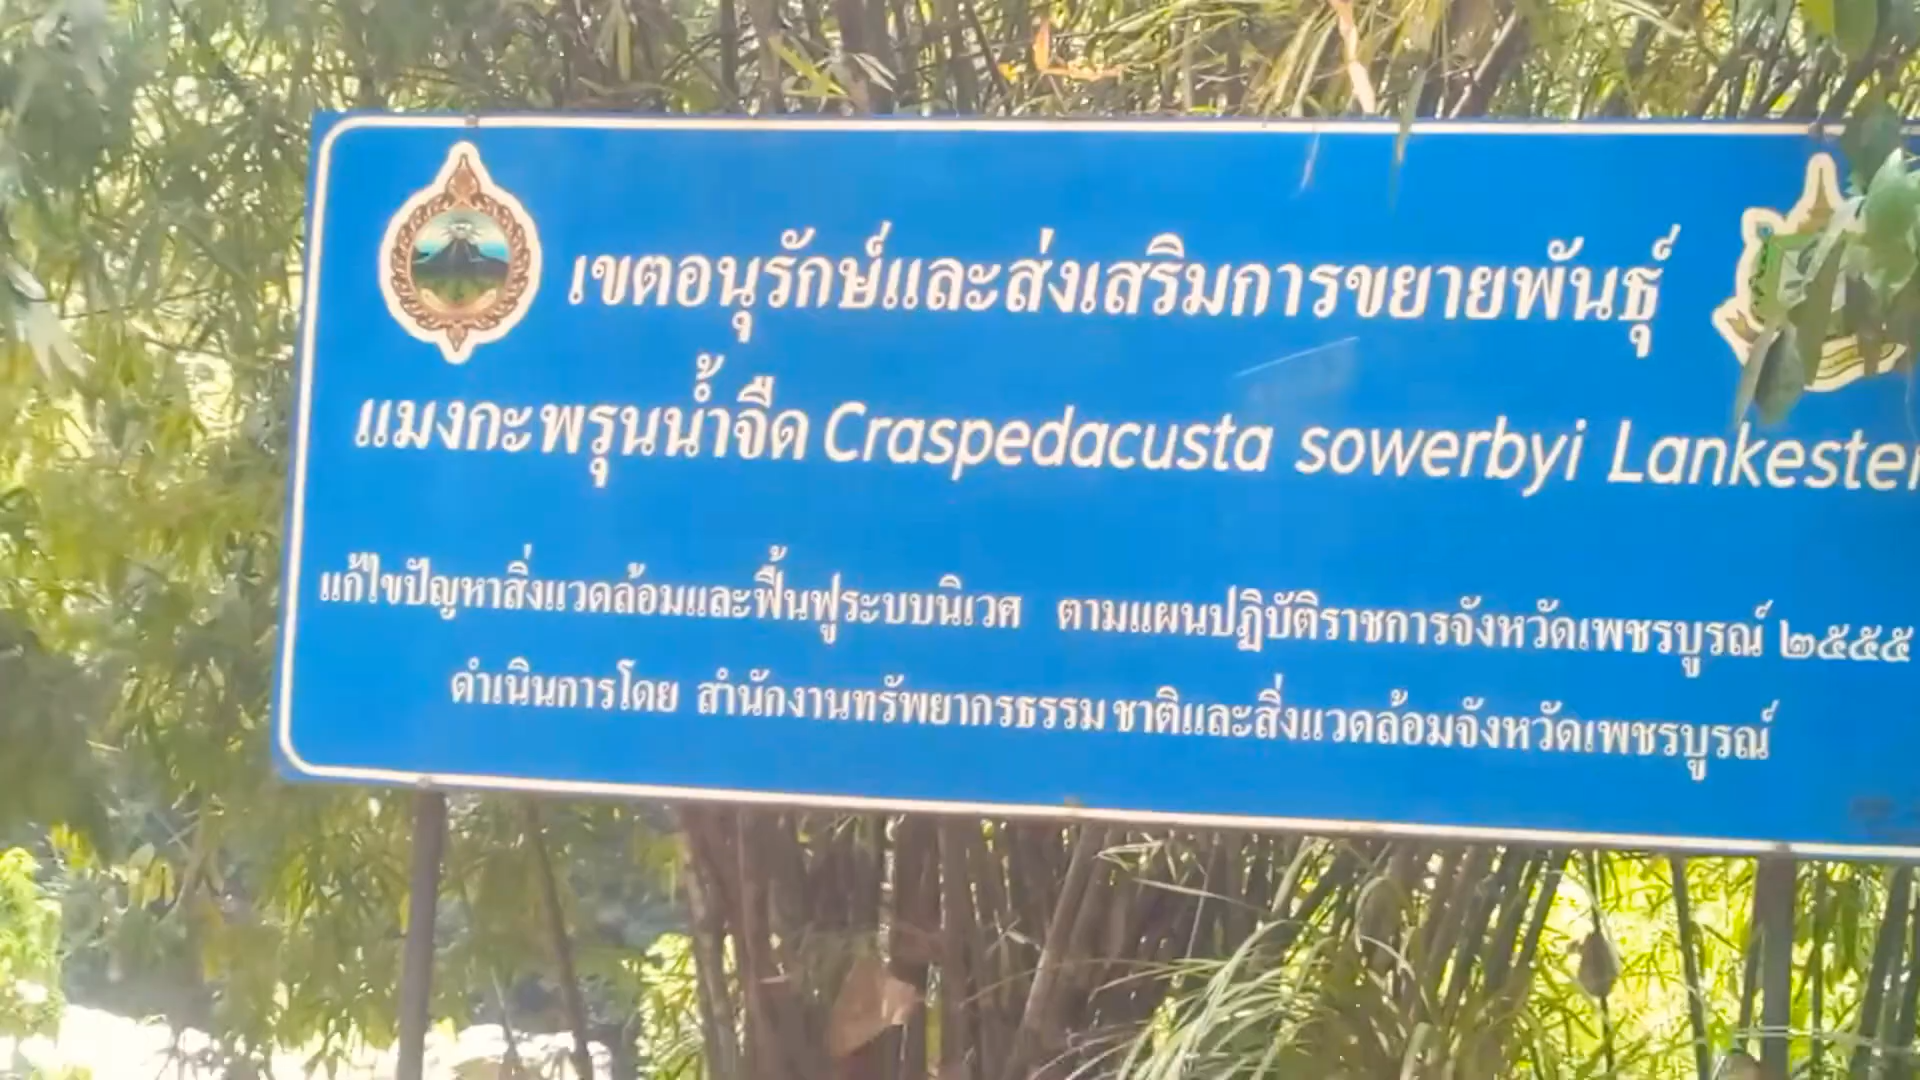 เขตอนุรักษ์และส่งเสริมการขยายพันธุ์
แมงกะพรุนน้ำจืด Craspedacusta sowerbyi Lankester
แก้ไขปัญหาสิ่งแวดล้อมและฟื้นฟูระบบนิเวศ ตามแผนปฏิบัติราชการจังหวัดเพชรบูรณ์ ๒๕๕๕
ดำเนินการโดย สำนักงานทรัพยากรธรรมชาติและสิ่งแวดล้อมจังหวัดเพชรบูรณ์